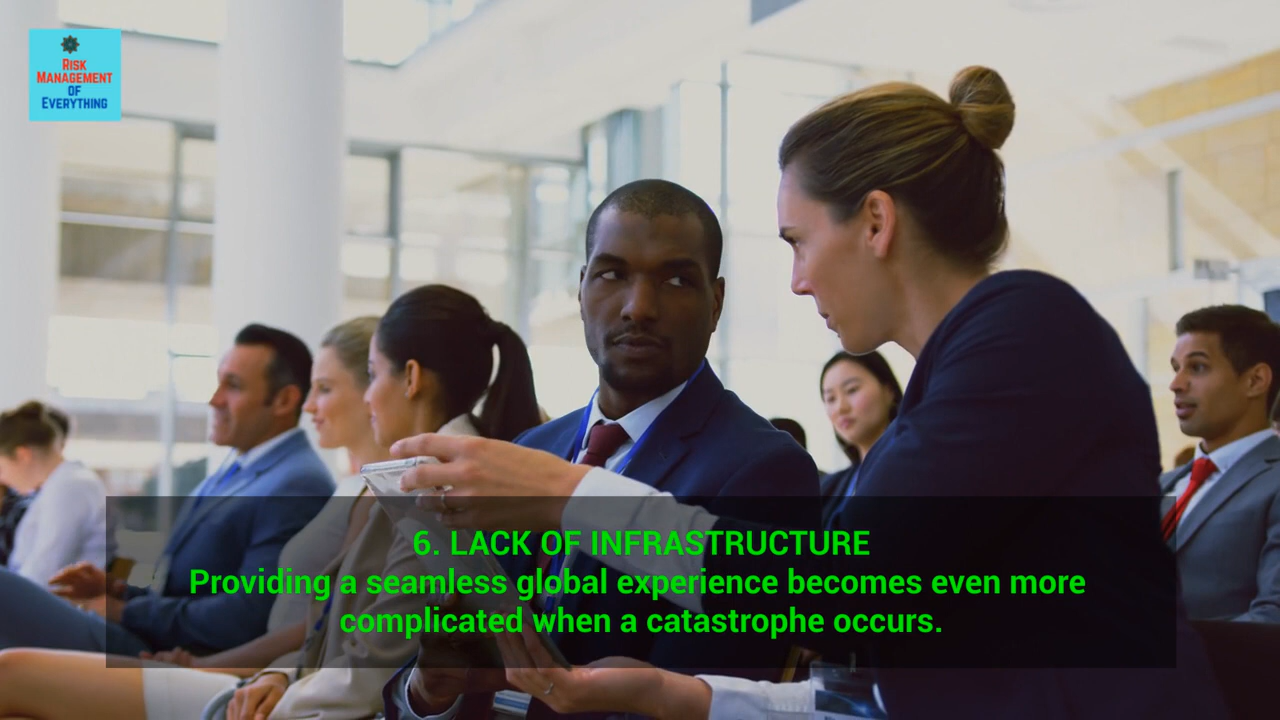 RISK
MANAGEMENT
OF
EVERYTHING
6. LACK OF INFRASTRUCTURE
Providing a seamless global experience becomes even more
complicated when a catastrophe occurs.